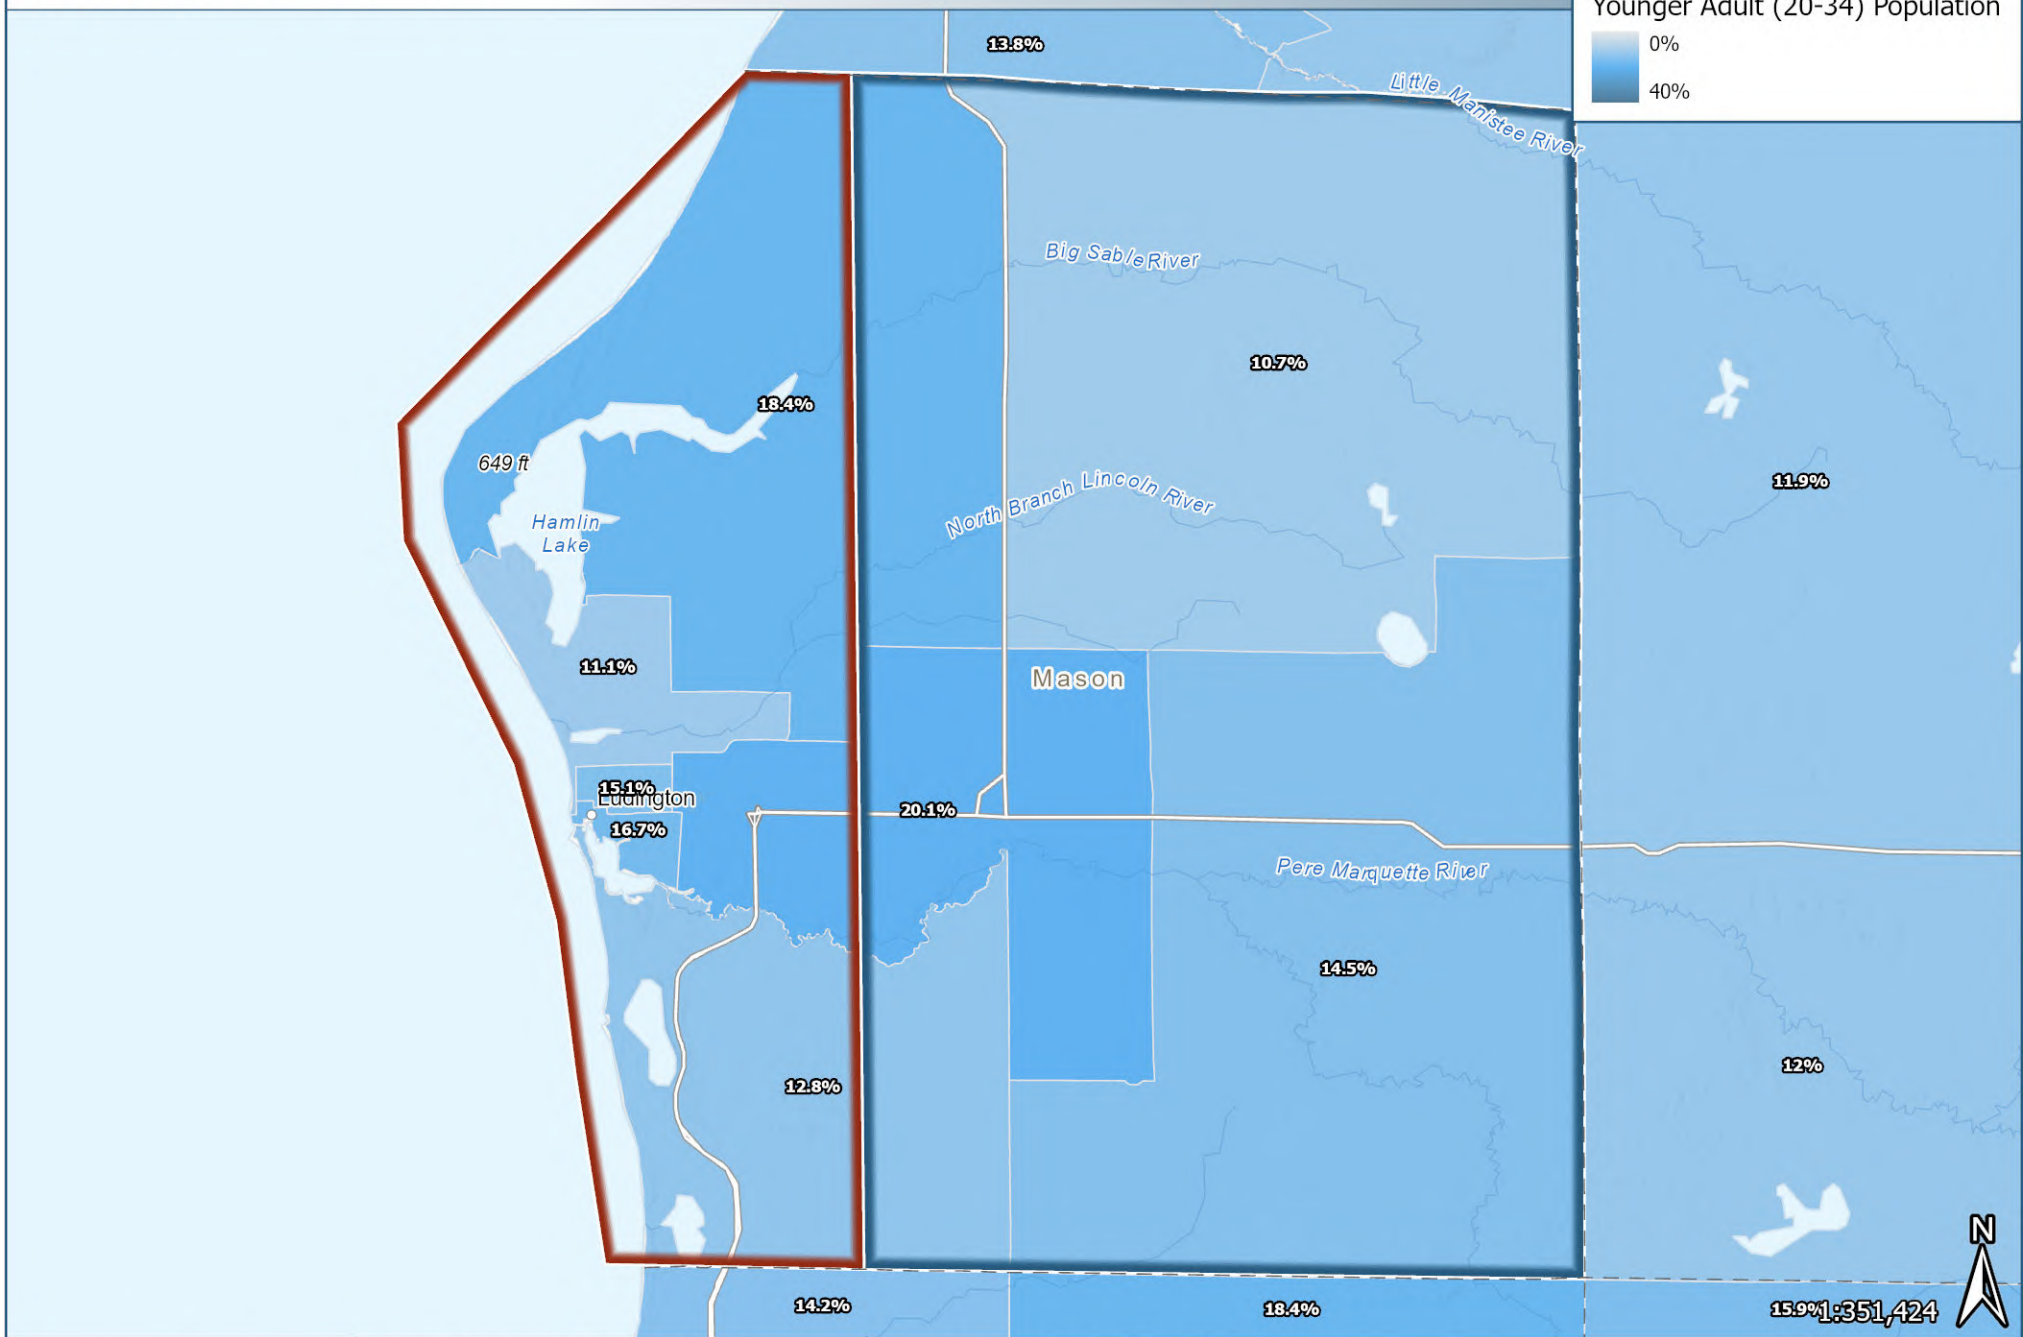 Younger Adult (20-34) Population
0%
40%
13.8%
Little Manistee River
Big Sable River
10.7%
18.4%
649 ft
11.9%
North Branch Lincoln River
Hamlin
Lake
11.1%
Mason
15.1%
Ludington
20.1%
16.7%
Pere Marquette River
14.5%
12%
12.8%
N
14.2%
18.4%
15.9%
1:351,424